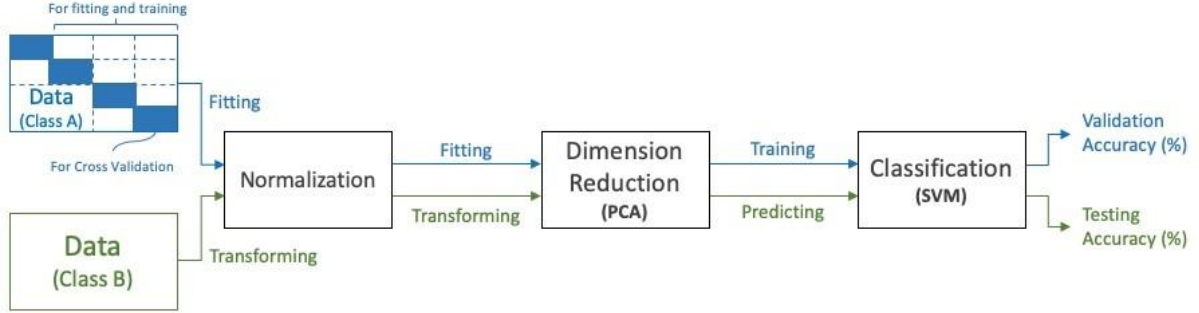 For fitting and training
Data
(Class A)
Fitting
For Cross Validation
Normalization
Fitting
Transforming
Dimension
Reduction
(PCA)
Training
Predicting
Classification
(SVM)
Validation
Accuracy (%)
Testing
Accuracy (%)
Data
(Class B)
Transforming